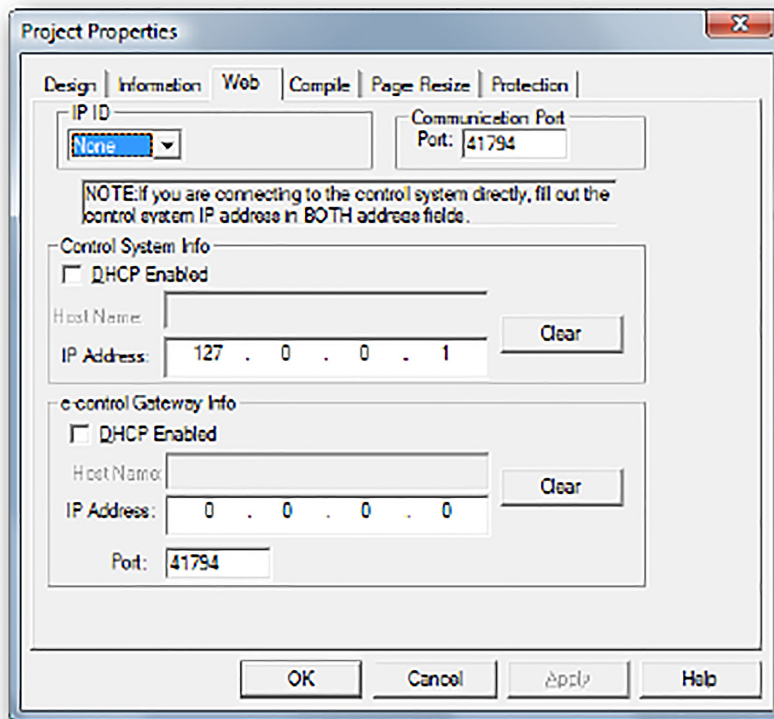 Project Properties
Design Information Web Compile Page Resize Protection
IP ID
None
Communication Port
Port: 41794
NOTE:If you are connecting to the control system directly, fill out the
control system IP address in BOTH address fields.
Control System Info
DHCP Enabled
Host Name:
IP Address: 127 . 0 . 0 . 1
Clear
e-control Gateway Info
DHCP Enabled
Host Name:
IP Address: 0 . 0 . 0 . 0
Clear
Port: 41794
OK Cancel Apply Help